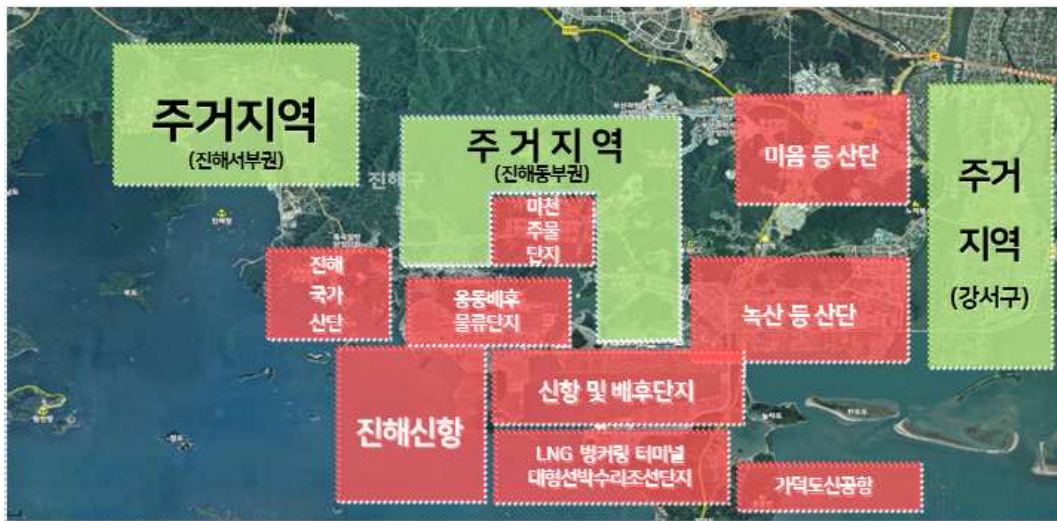 주거지역
(진해서부권)
주 거 지 역
(진해동부권)
미음 등 산단
주거
지역
(강서구)
마천
주물
단지
진해구
진해
국가
산단
웅동배후
물류단지
녹산 등 산단
진해신항
신항 및 배후단지
LNG 벙커링 터미널
대형선박수리조선단지
가덕도신공항